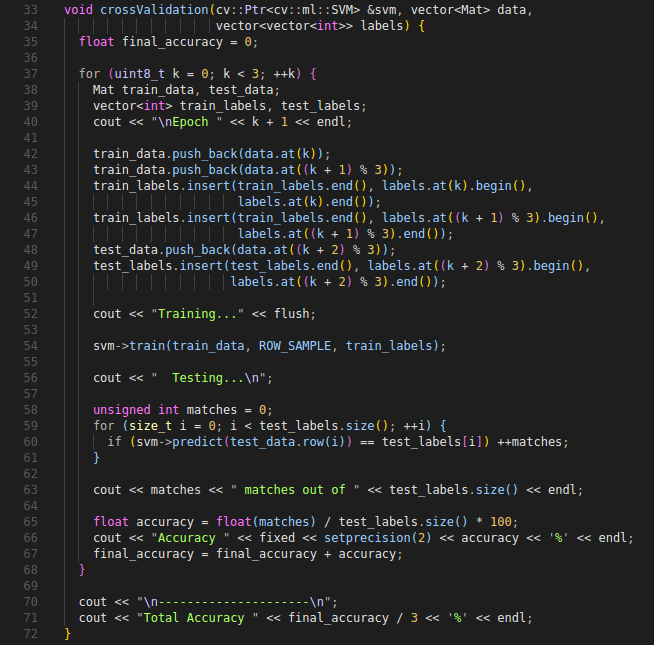 33 void crossValidation(cv::Ptr<cv::ml::SVM> &svm, vector<Mat> data,
34                      vector<vector<int>> labels) {
35   float final_accuracy = 0;
36
37   for (uint8_t k = 0; k < 3; ++k) {
38     Mat train_data, test_data;
39     vector<int> train_labels, test_labels;
40     cout << "\nEpoch " << k + 1 << endl;
41
42     train_data.push_back(data.at(k));
43     train_data.push_back(data.at((k + 1) % 3));
44     train_labels.insert(train_labels.end(), labels.at(k).begin(),
45                         labels.at(k).end());
46     train_labels.insert(train_labels.end(), labels.at((k + 1) % 3).begin(),
47                         labels.at((k + 1) % 3).end());
48     test_data.push_back(data.at((k + 2) % 3));
49     test_labels.insert(test_labels.end(), labels.at((k + 2) % 3).begin(),
50                        labels.at((k + 2) % 3).end());
51
52     cout << "Training..." << flush;
53
54     svm->train(train_data, ROW_SAMPLE, train_labels);
55
56     cout << "  Testing...\n";
57
58     unsigned int matches = 0;
59     for (size_t i = 0; i < test_labels.size(); ++i) {
60       if (svm->predict(test_data.row(i)) == test_labels[i]) ++matches;
61     }
62
63     cout << matches << " matches out of " << test_labels.size() << endl;
64
65     float accuracy = float(matches) / test_labels.size() * 100;
66     cout << "Accuracy " << fixed << setprecision(2) << accuracy << '%' << endl;
67     final_accuracy = final_accuracy + accuracy;
68   }
69
70   cout << "\n---------------------\n";
71   cout << "Total Accuracy " << final_accuracy / 3 << '%' << endl;
72 }